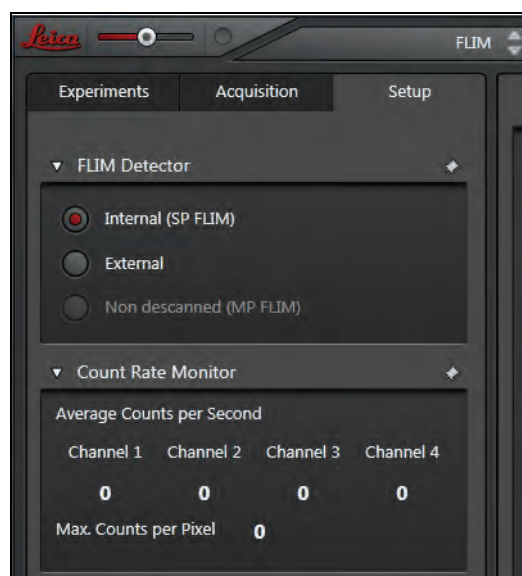 Leica
FLIM
Experiments Acquisition Setup
FLIM Detector
Internal (SP FLIM)
External
Non descanned (MP FLIM)
Count Rate Monitor
Average Counts per Second
Channel 1 Channel 2 Channel 3 Channel 4
0 0 0 0
Max. Counts per Pixel 0